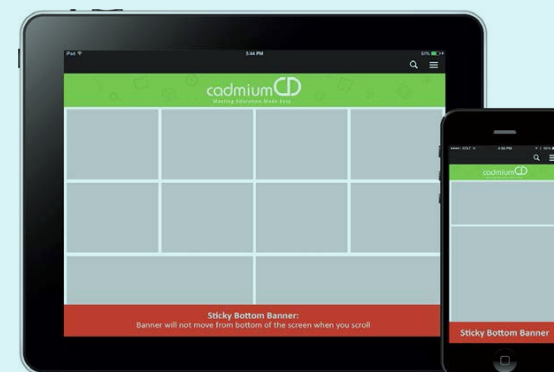 iPad
5:44 PM
cadmiumCD
Meeting Education Made Easy
Sticky Bottom Banner:
Banner will not move from bottom of the screen when you scroll
cadmiumCD
Sticky Bottom Banner